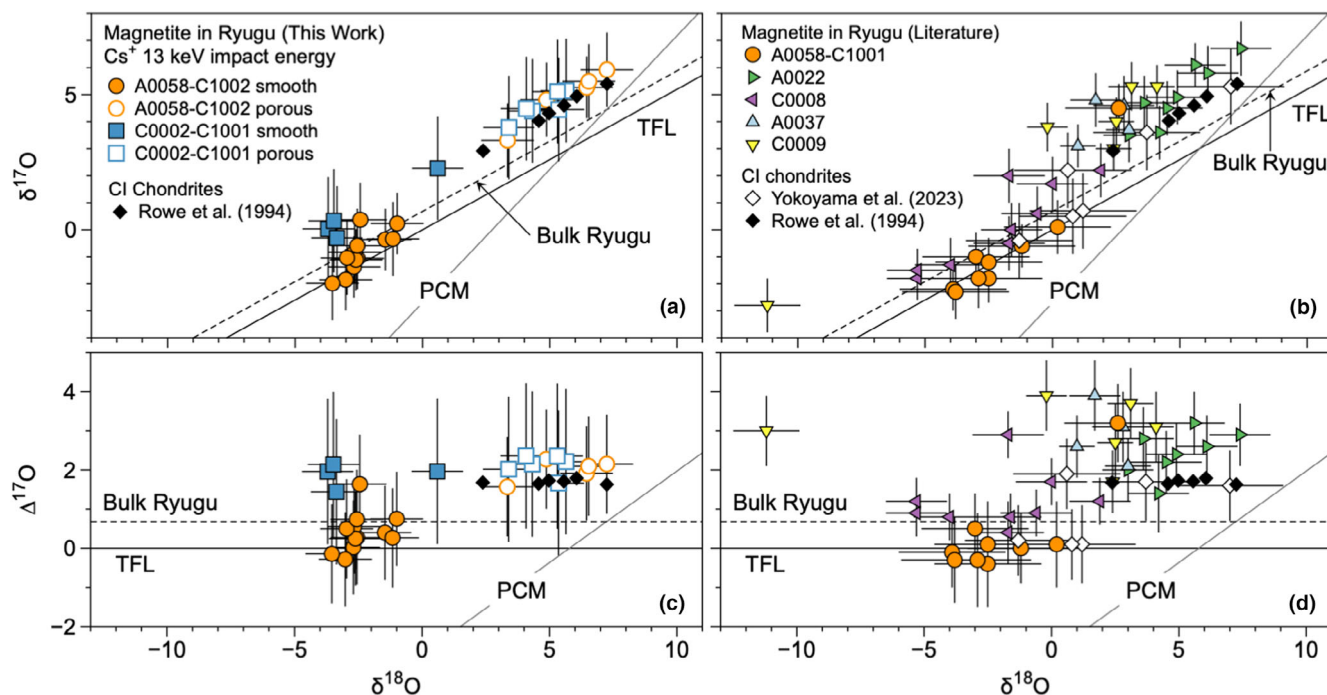 Magnetite in Ryugu (This Work)
Cs⁺ 13 keV impact energy
A0058-C1002 smooth
A0058-C1002 porous
C0002-C1001 smooth
C0002-C1001 porous
CI Chondrites
Rowe et al. (1994)
TFL
Bulk Ryugu
PCM
(a)
5
0
δ¹⁷O
Magnetite in Ryugu (Literature)
A0058-C1001
A0022
C0008
A0037
C0009
CI chondrites
Yokoyama et al. (2023)
Rowe et al. (1994)
TFL
Bulk Ryugu
PCM
(b)
4
2
0
−2
Δ¹⁷O
Bulk Ryugu
TFL
PCM
(c)
−10
−5
0
5
10
δ¹⁸O
Bulk Ryugu
TFL
PCM
(d)
−10
−5
0
5
10
δ¹⁸O